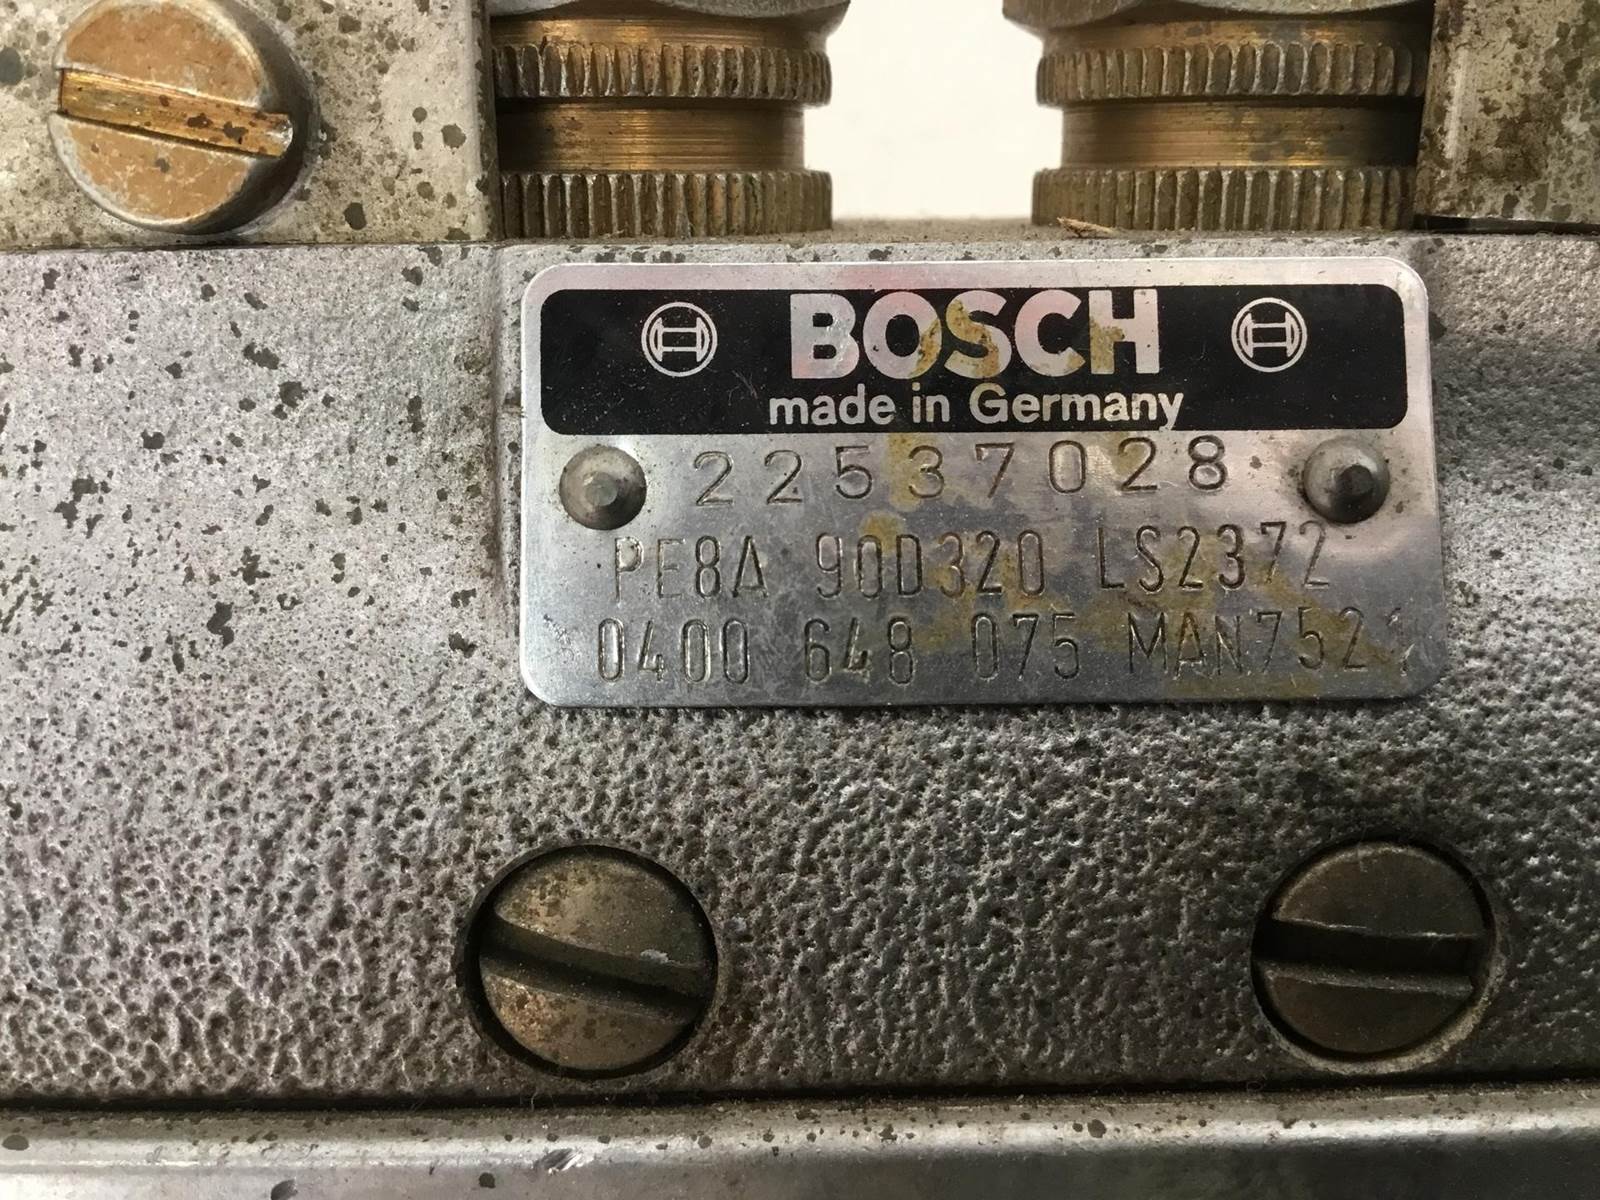 BOSCH
made in Germany
22537028
PE8A 90D320 LS2372
0400 648 075 MAN7521